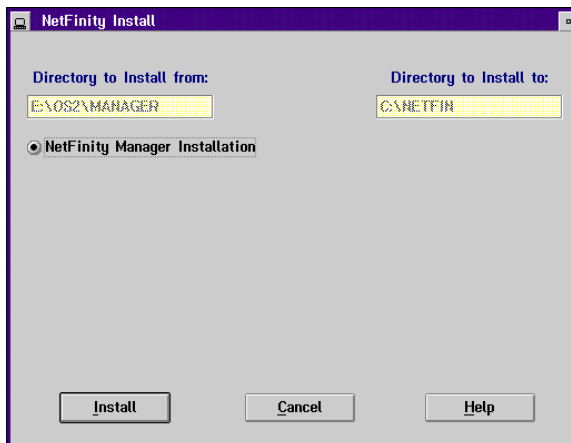 NetFinity Install
Directory to Install from:
Directory to Install to:
E:\OS2\MANAGER
C:\NETFIN
NetFinity Manager Installation
Install
Cancel
Help